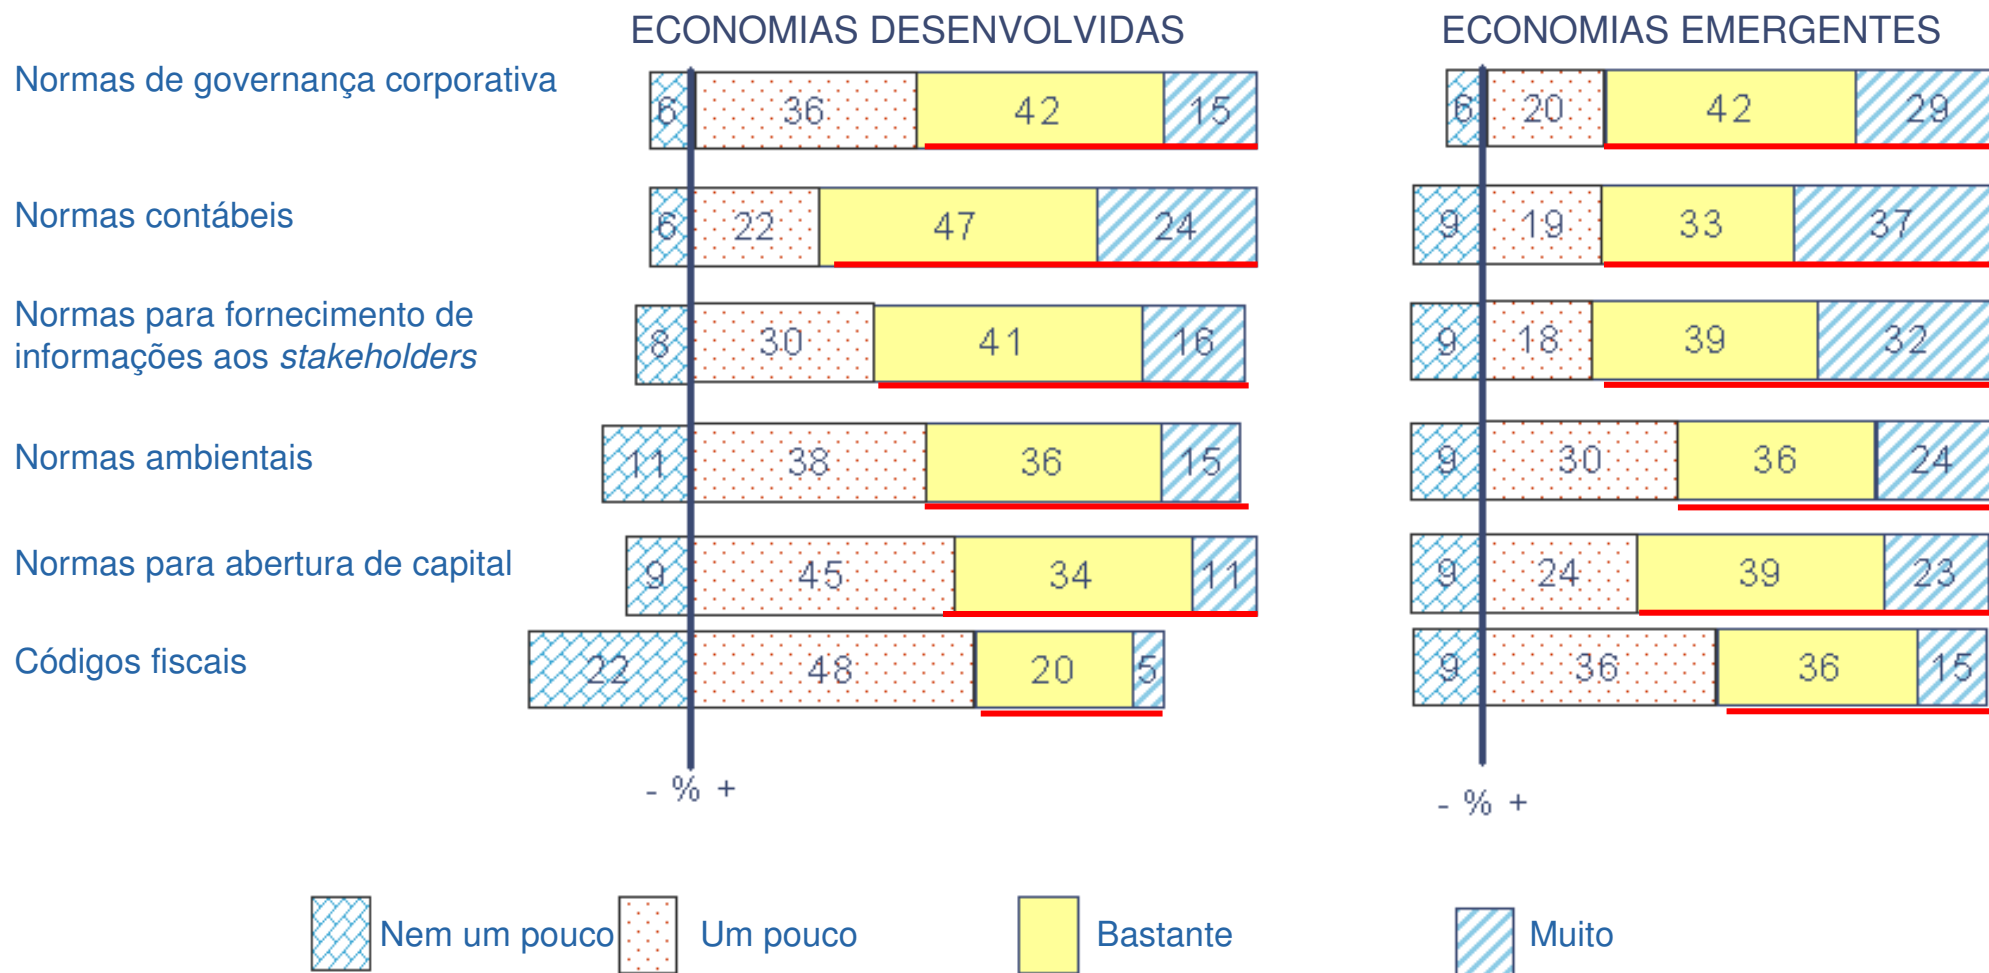 ECONOMIAS DESENVOLVIDAS ECONOMIAS EMERGENTES
Normas de governança corporativa 6 36 42 15 6 20 42 29
Normas contábeis 6 22 47 24 9 19 33 37
Normas para fornecimento de
informações aos stakeholders 8 30 41 16 9 18 39 32
Normas ambientais 11 38 36 15 9 30 36 24
Normas para abertura de capital 9 45 34 11 9 24 39 23
Códigos fiscais 22 48 20 5 9 36 36 15
- % + - % +
Nem um pouco Um pouco Bastante Muito